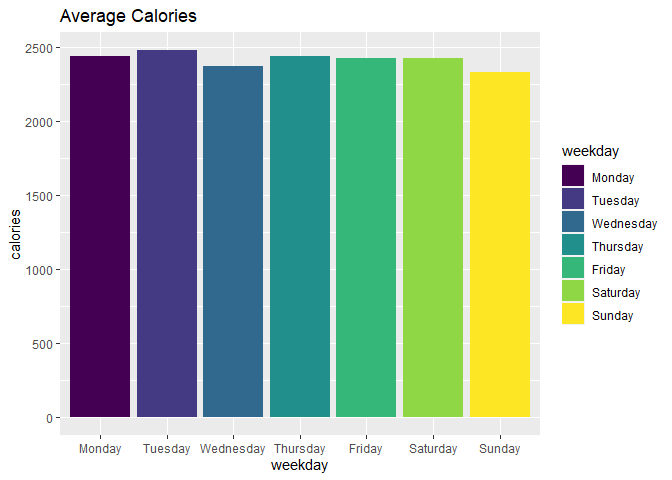 Average Calories
2500
2000
1500
1000
500
0
calories
Monday Tuesday Wednesday Thursday Friday Saturday Sunday
weekday
weekday
Monday
Tuesday
Wednesday
Thursday
Friday
Saturday
Sunday